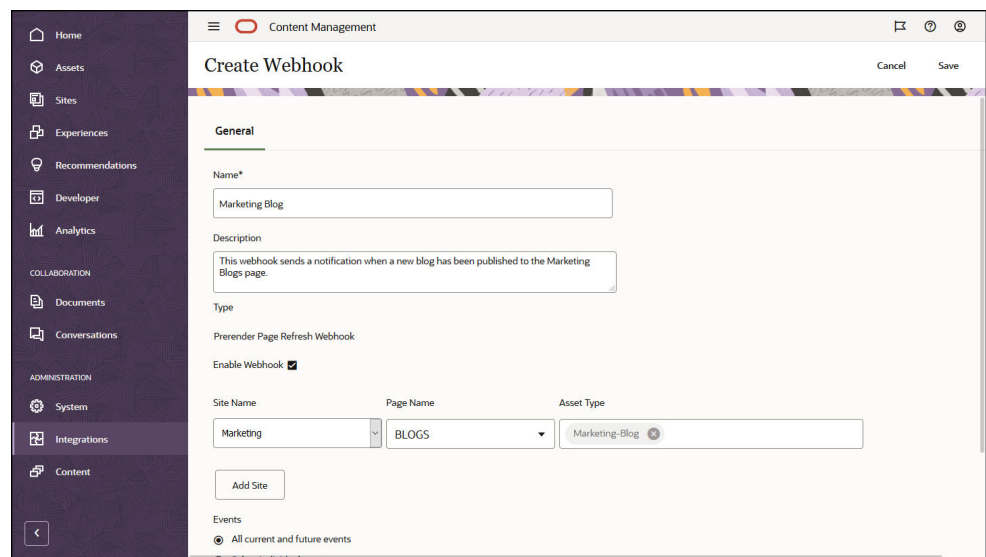 Home
Assets
Sites
Experiences
Recommendations
Developer
Analytics
COLLABORATION
Documents
Conversations
ADMINISTRATION
System
Integrations
Content
Content Management
Create Webhook
Cancel
Save
General
Name*
Marketing Blog
Description
This webhook sends a notification when a new blog has been published to the Marketing
Blogs page.
Type
Prerender Page Refresh Webhook
Enable Webhook
Site Name
Page Name
Asset Type
Marketing
BLOGS
Marketing-Blog
Add Site
Events
All current and future events